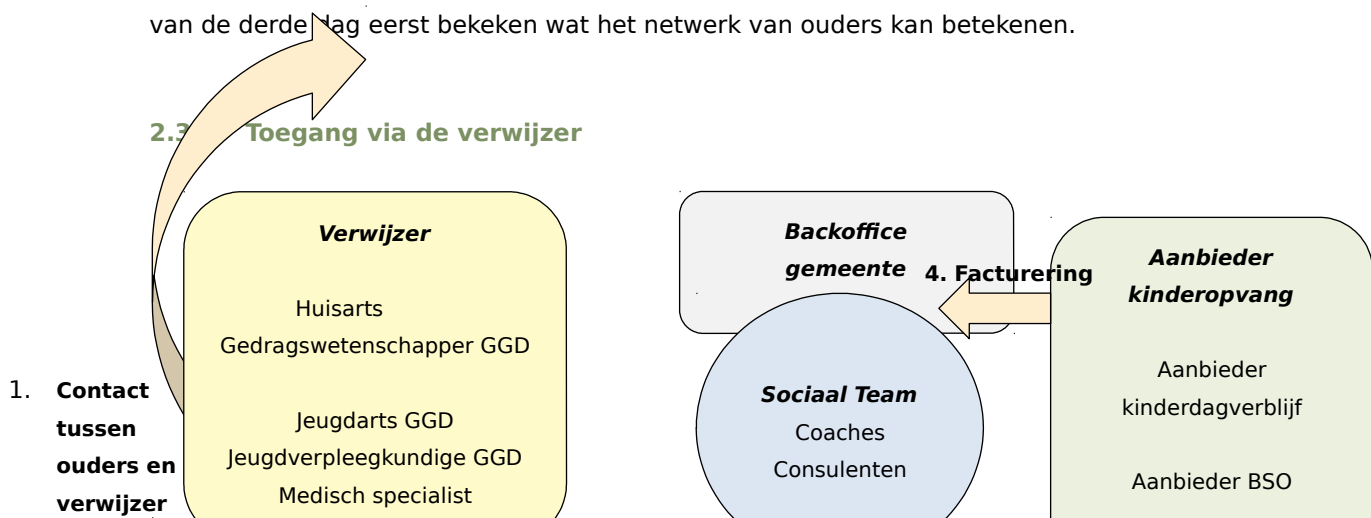 van de derde dag eerst bekeken wat het netwerk van ouders kan betekenen.
2.3 Toegang via de verwijzer
Verwijzer
Huisarts
Gedragswetenschapper GGD
Jeugdarts GGD
Jeugdverpleegkundige GGD
Medisch specialist
1. Contact
tussen
ouders en
verwijzer
Backoffice
gemeente
4. Facturering
Sociaal Team
Coaches
Consulenten
Aanbieder
kinderopvang
Aanbieder
kinderdagverblijf
Aanbieder BSO